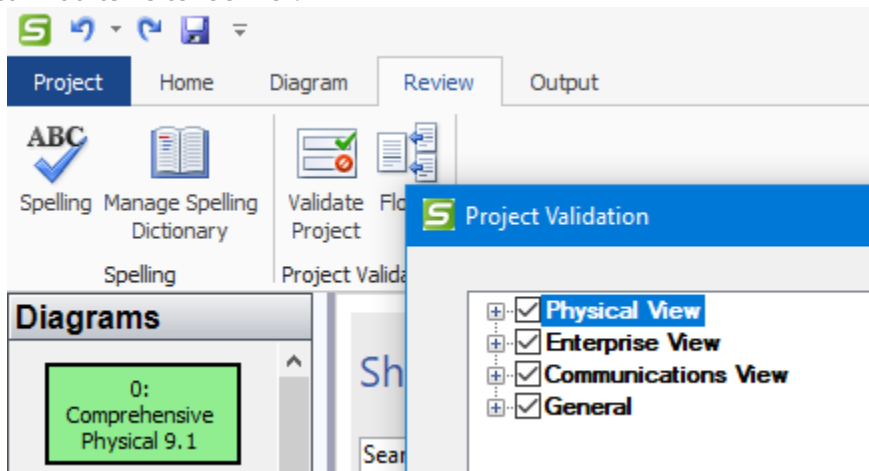 Project Home Diagram Review Output
ABC
Spelling Manage Spelling Dictionary Validate Project
Spelling Project
Project Validation
Physical View
Enterprise View
Communications View
General
Diagrams
0:
Comprehensive
Physical 9.1
Sh
Sear